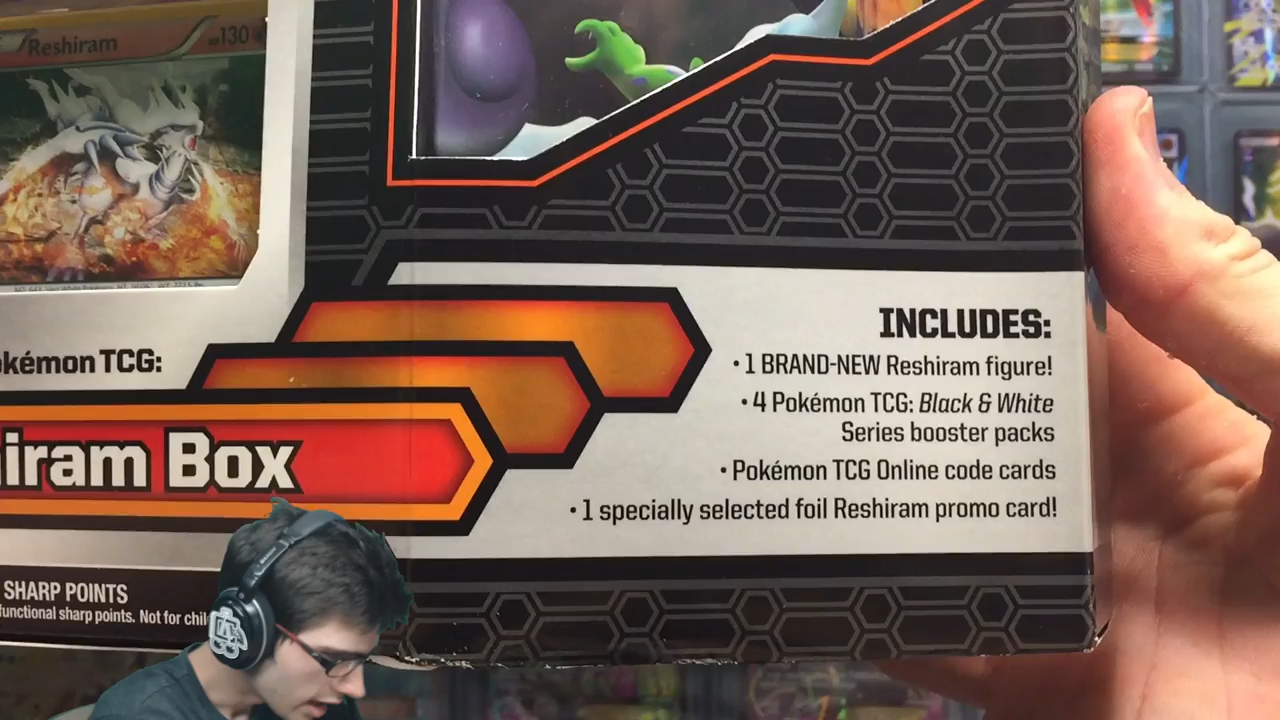 Reshiram
HP130
INCLUDES:
• 1 BRAND-NEW Reshiram figure!
• 4 Pokémon TCG: Black & White
Series booster packs
• Pokémon TCG Online code cards
• 1 specially selected foil Reshiram promo card!
okémon TCG:
hiram Box
SHARP POINTS
functional sharp points. Not for chil